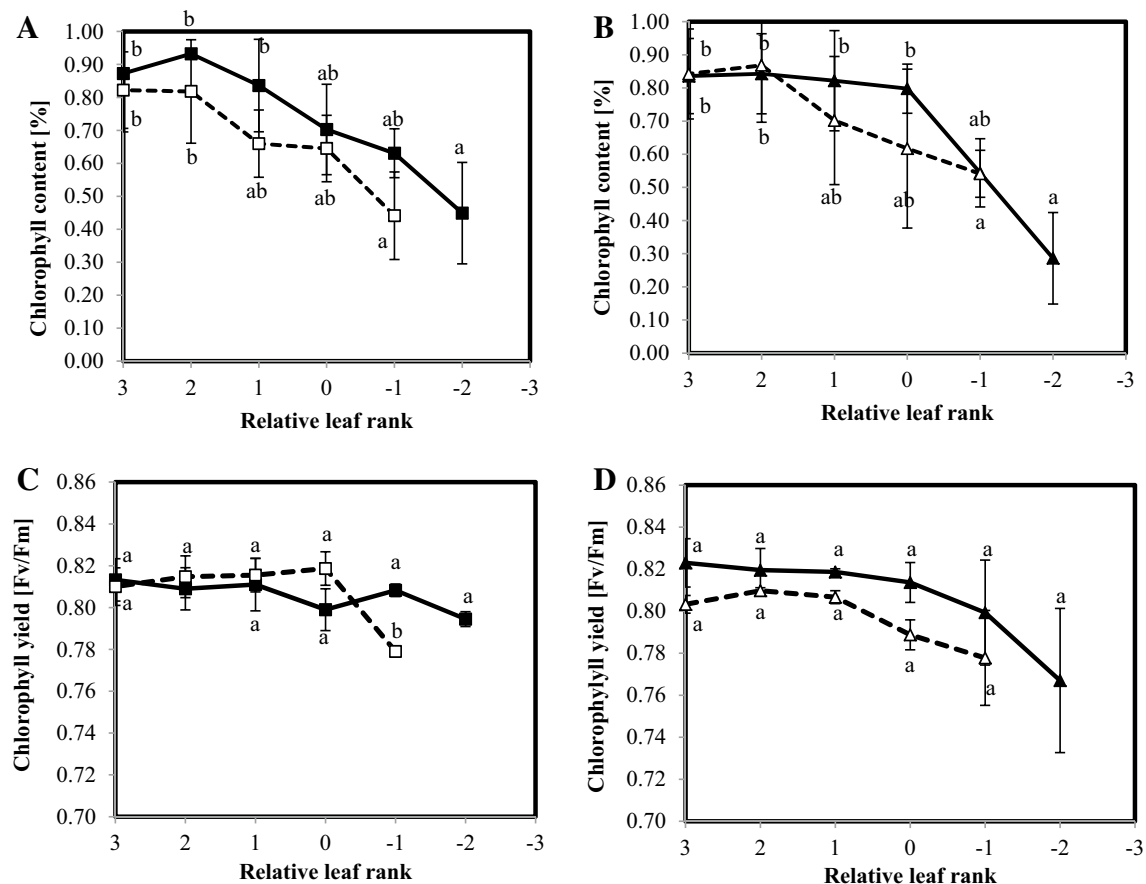 A
Chlorophyll content [%]
1.00
0.90
0.80
0.70
0.60
0.50
0.40
0.30
0.20
0.10
0.00
b
b
b
ab
ab
a
b
b
ab
ab
a
3 2 1 0 -1 -2 -3
Relative leaf rank
B
Chlorophyll content [%]
1.00
0.90
0.80
0.70
0.60
0.50
0.40
0.30
0.20
0.10
0.00
b
b
b
b
ab
a
b
b
ab
ab
a
3 2 1 0 -1 -2 -3
Relative leaf rank
C
Chlorophyll yield [Fv/Fm]
0.86
0.84
0.82
0.80
0.78
0.76
0.74
0.72
0.70
a
a
a
a
a
a
a
a
a
b
3 2 1 0 -1 -2 -3
Relative leaf rank
D
Chlorophylyll yield [Fv/Fm]
0.86
0.84
0.82
0.80
0.78
0.76
0.74
0.72
0.70
a
a
a
a
a
a
a
a
a
a
a
3 2 1 0 -1 -2 -3
Relative leaf rank